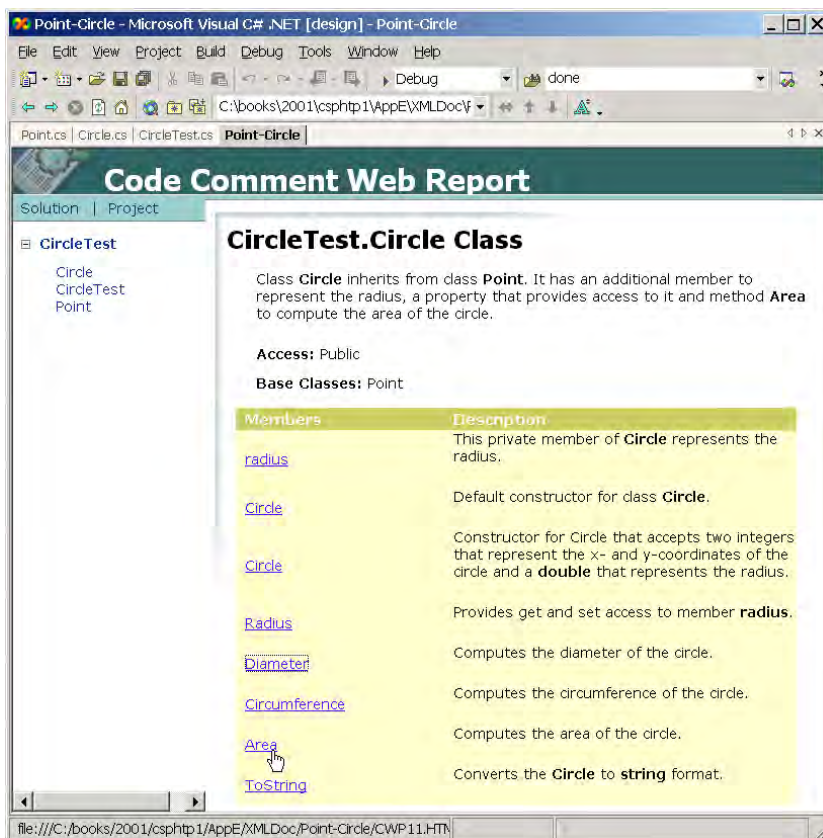 Point-Circle - Microsoft Visual C# .NET [design] - Point-Circle
File Edit View Project Build Debug Tools Window Help
Debug done
C:\books\2001\csphtp1\AppE\XMLDoc\F
Point.cs | Circle.cs | CircleTest.cs Point-Circle
Code Comment Web Report
Solution | Project
CircleTest
Circle
CircleTest
Point
CircleTest.Circle Class
Class Circle inherits from class Point. It has an additional member to
represent the radius, a property that provides access to it and method Area
to compute the area of the circle.
Access: Public
Base Classes: Point
Members Description
radius This private member of Circle represents the
radius.
Circle Default constructor for class Circle.
Circle Constructor for Circle that accepts two integers
that represent the x- and y-coordinates of the
circle and a double that represents the radius.
Radius Provides get and set access to member radius.
Diameter Computes the diameter of the circle.
Circumference Computes the circumference of the circle.
Area Computes the area of the circle.
ToString Converts the Circle to string format.
file:///C:/books/2001/csphtp1/AppE/XMLDoc/Point-Circle/CWP11.HTM